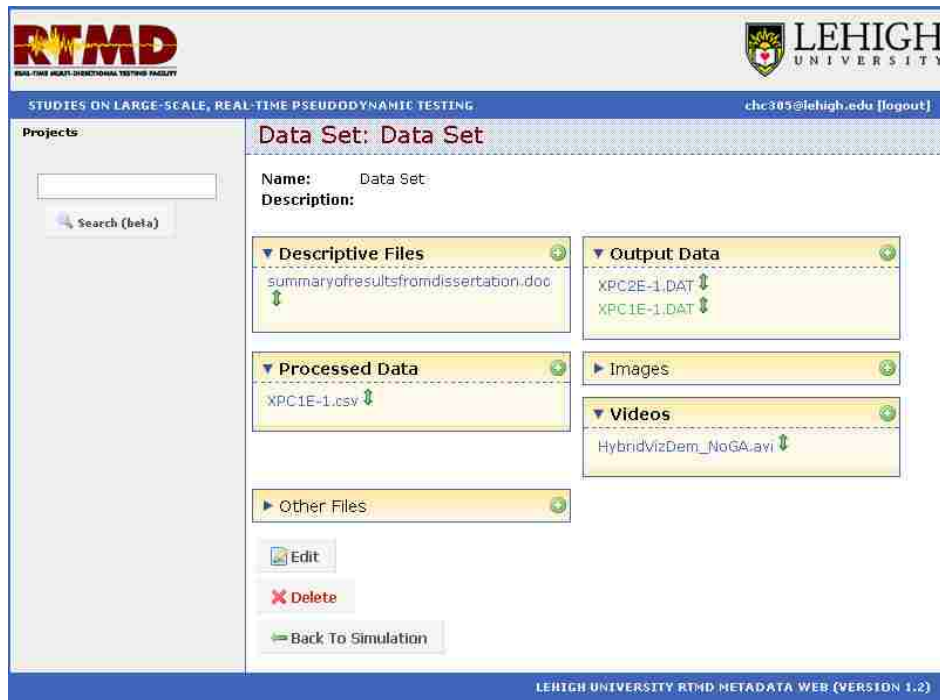 RTMD
REAL-TIME MULTI-DIRECTIONAL TESTING FACILITY
LEHIGH
UNIVERSITY
STUDIES ON LARGE-SCALE, REAL-TIME PSEUDODYNAMIC TESTING
chc305@lehigh.edu [logout]
Projects
Search (beta)
Data Set: Data Set
Name: Data Set
Description:
Descriptive Files
summaryofresultsfromdissertation.doc
Output Data
XPC2E-1.DAT
XPC1E-1.DAT
Processed Data
XPC1E-1.csv
Images
Videos
HybridVizDem_NoGA.avi
Other Files
Edit
Delete
Back To Simulation
LEHIGH UNIVERSITY RTMD METADATA WEB (VERSION 1.2)